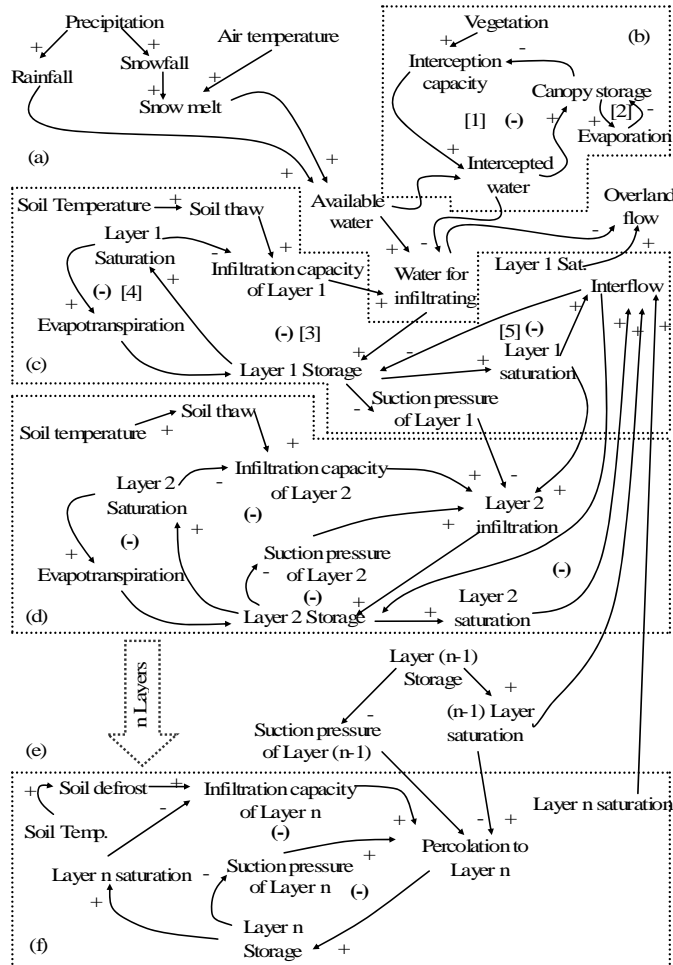 Precipitation
Vegetation
+
+
+
-
(b)
Air temperature
Rainfall
Snowfall
Interception
capacity
+
+
Canopy storage
Snow melt
[1]
(-)
[2]
-
+
+
Evaporation
(a)
+
+
+
Intercepted
water
Soil Temperature
+
Soil thaw
Available
water
Overland
flow
Layer 1
Saturation
+
-
+
-
-
+
Infiltration capacity
of Layer 1
+
Water for
infiltrating
Layer 1 Sat.
Interflow
(-)
[4]
+
+
Evapotranspiration
(-)
[3]
[5]
(-)
+
+
+
+
+
-
+
Layer 1
saturation
(c)
Layer 1 Storage
-
Suction pressure
of Layer 1
Soil thaw
Soil temperature
+
+
Layer 2
Saturation
-
Infiltration capacity
of Layer 2
+
-
+
Layer 2
infiltration
(-)
+
(-)
+
+
Evapotranspiration
Suction pressure
of Layer 2
-
(-)
(-)
+
+
Layer 2
saturation
(d)
Layer 2 Storage
n Layers
Layer (n-1)
Storage
+
-
(n-1) Layer
saturation
Suction pressure
of Layer (n-1)
(e)
+
Soil defrost
+
Infiltration capacity
of Layer n
+
Layer n saturation
Soil Temp.
-
(-)
+
-
+
Percolation to
Layer n
Layer n saturation
-
Suction pressure
of Layer n
(-)
+
+
Layer n
Storage
+
(f)